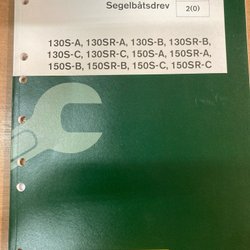 Segelbåtsdrev
2(0)
130S-A, 130SR-A, 130S-B, 130SR-B,
130S-C, 130SR-C, 150S-A, 150SR-A,
150S-B, 150SR-B, 150S-C, 150SR-C